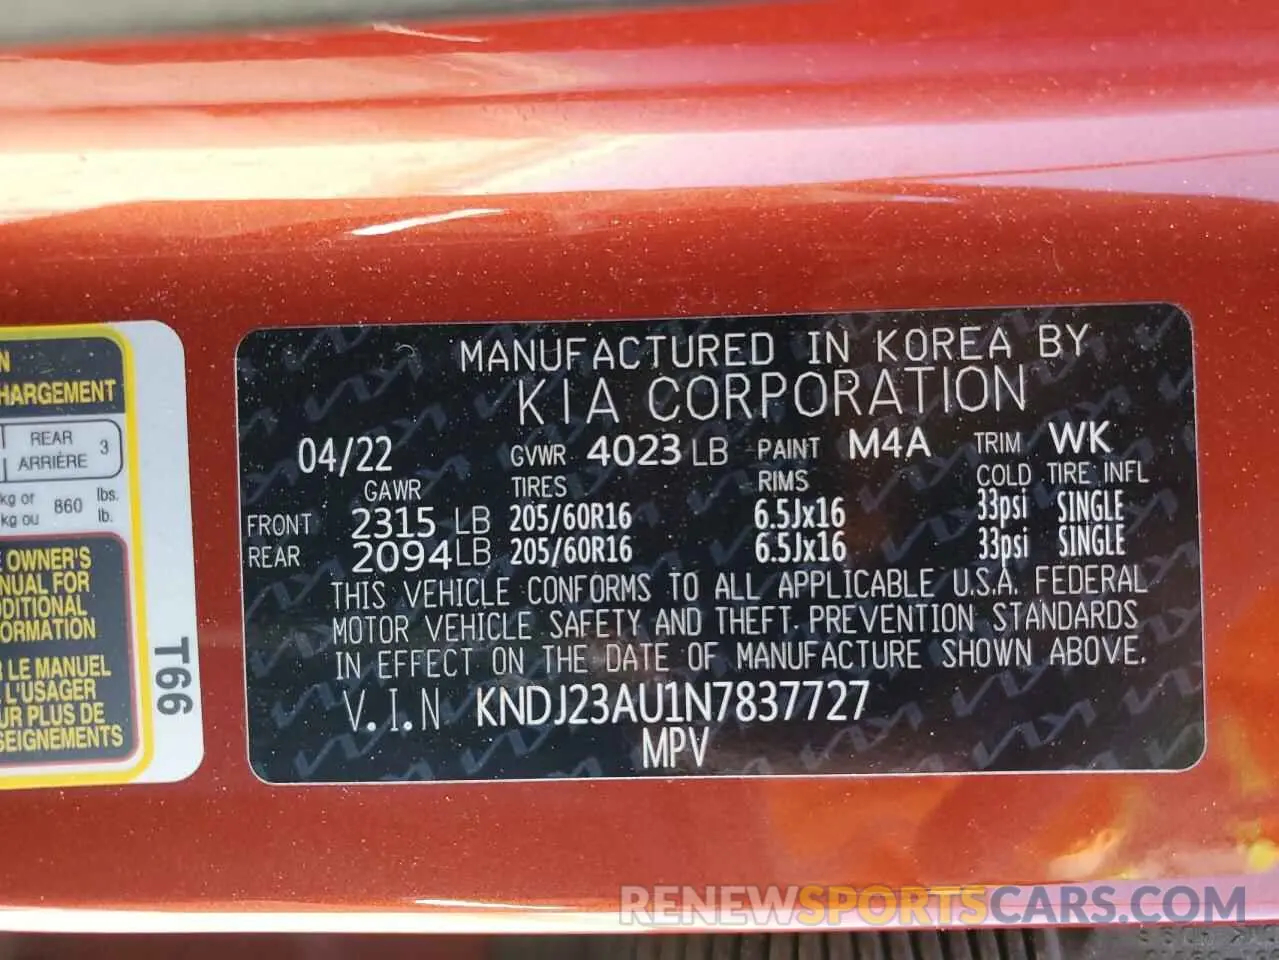 N
HARGEMENT
REAR
ARRIÈRE 3
kg or
kg ou 860 lbs.
lb.
E OWNER'S
ANUAL FOR
DDITIONAL
ORMATION
R LE MANUEL
L'USAGER
UR PLUS DE
SEIGNEMENTS
T66
MANUFACTURED IN KOREA BY
KIA CORPORATION
04/22 GVWR 4023 LB PAINT M4A TRIM WK
GAWR TIRES RIMS COLD TIRE INFL
FRONT 2315 LB 205/60R16 6.5Jx16 33psi SINGLE
REAR 2094 LB 205/60R16 6.5Jx16 33psi SINGLE
THIS VEHICLE CONFORMS TO ALL APPLICABLE U.S.A. FEDERAL
MOTOR VEHICLE SAFETY AND THEFT PREVENTION STANDARDS
IN EFFECT ON THE DATE OF MANUFACTURE SHOWN ABOVE.
V.I.N KNDJ23AU1N7837727
MPV
RENEWSPORTSCARS.COM